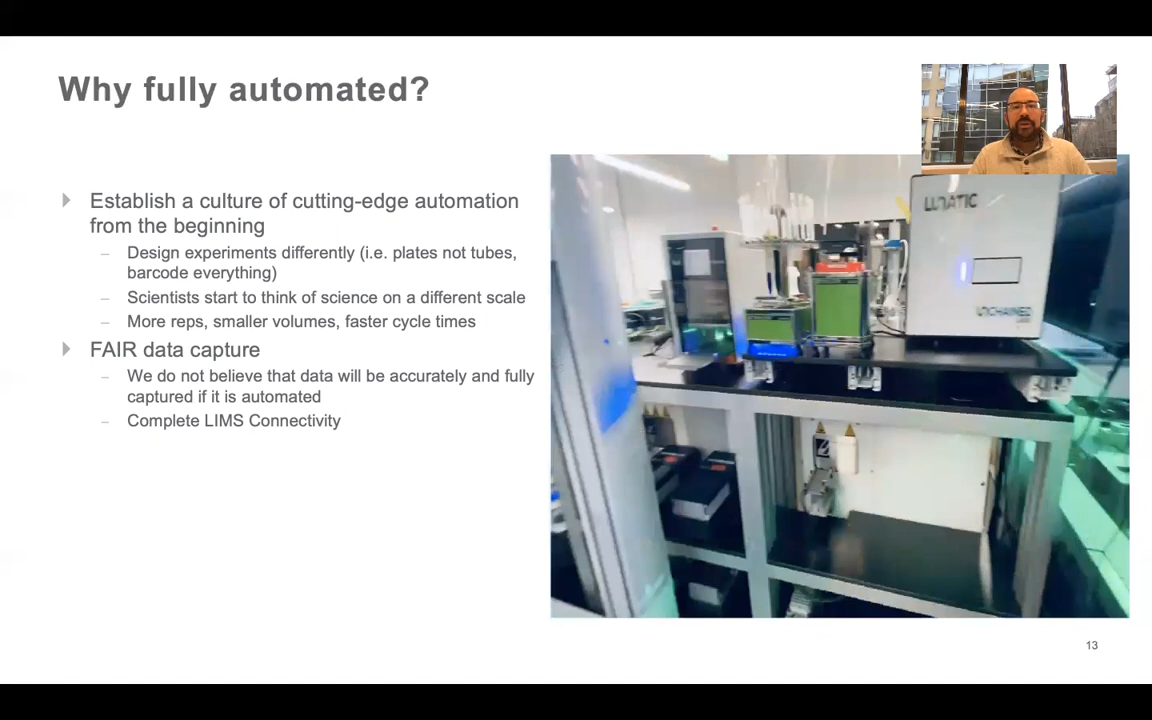 Why fully automated?
Establish a culture of cutting-edge automation
from the beginning
– Design experiments differently (i.e. plates not tubes,
barcode everything)
– Scientists start to think of science on a different scale
– More reps, smaller volumes, faster cycle times
FAIR data capture
– We do not believe that data will be accurately and fully
captured if it is automated
– Complete LIMS Connectivity
LUNATIC
UNCHAINED
13